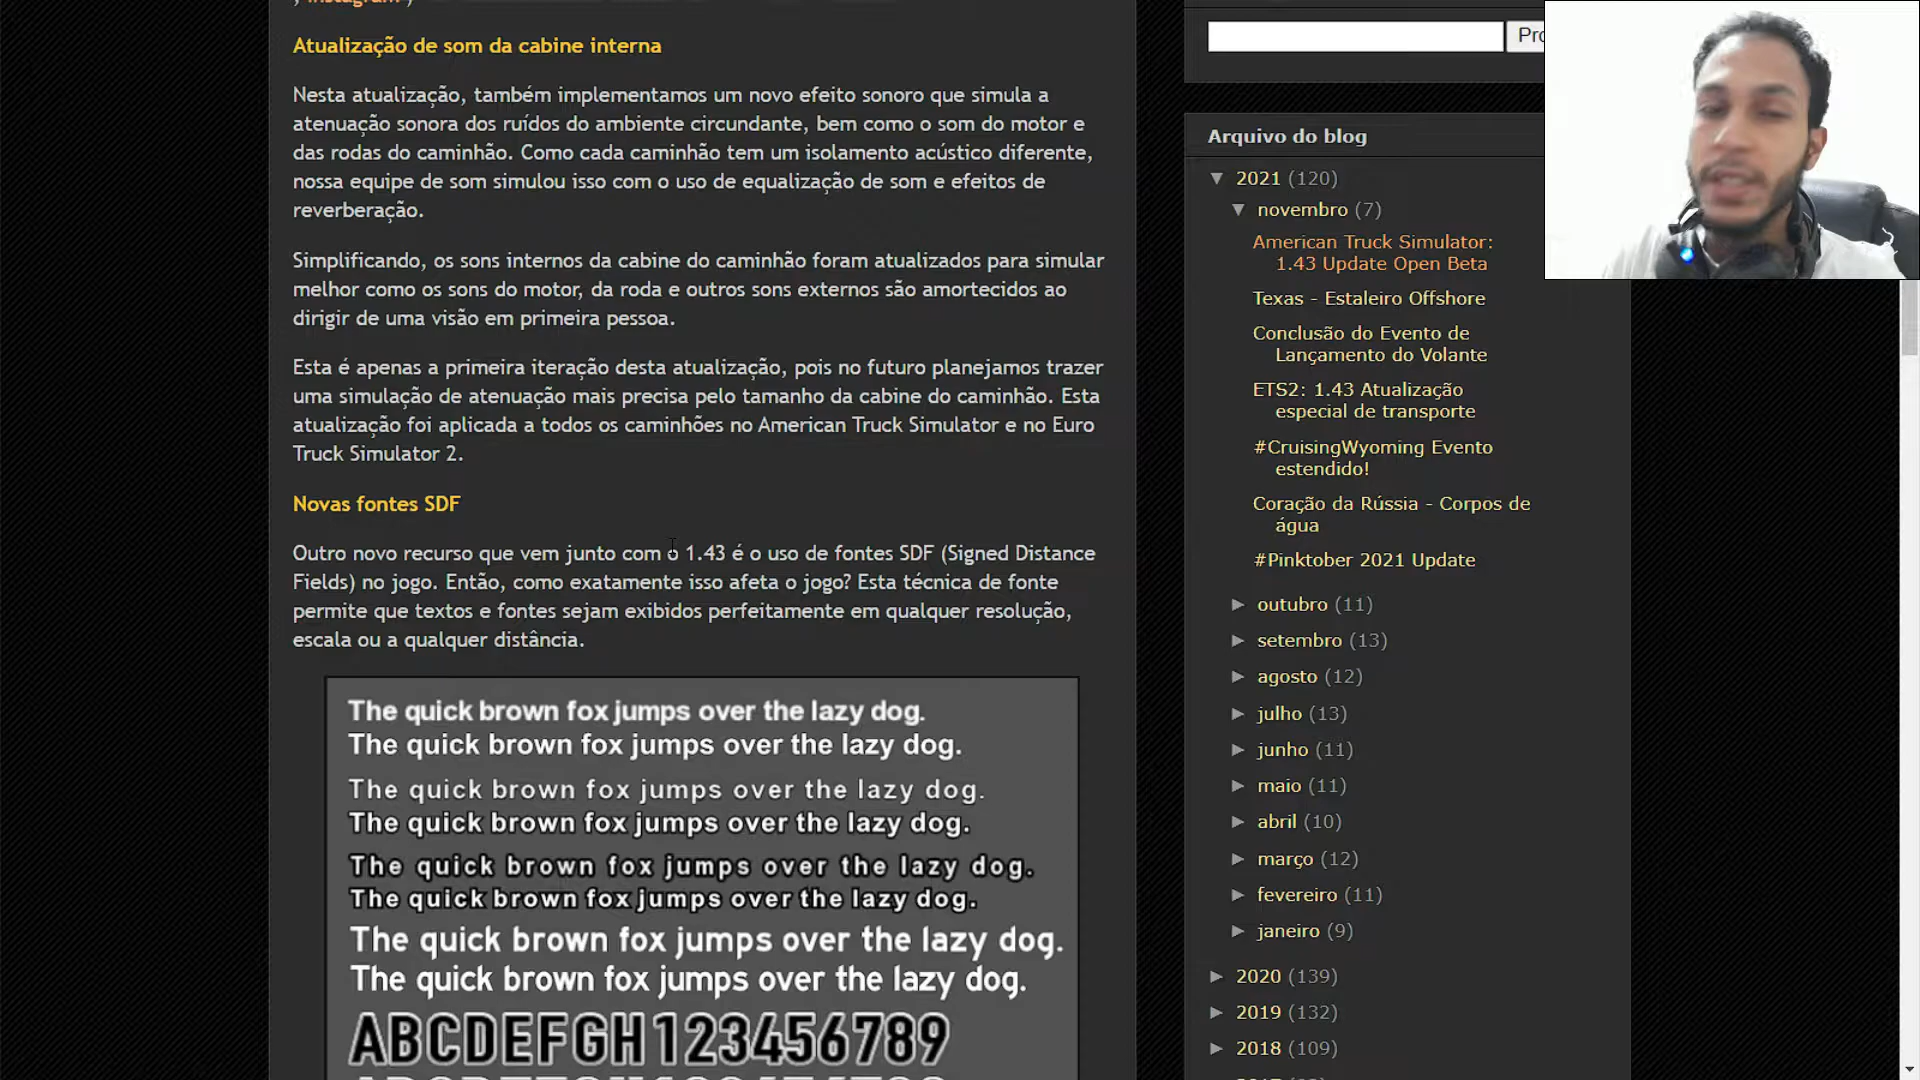 Atualização de som da cabine interna
Nesta atualização, também implementamos um novo efeito sonoro que simula a
atenuação sonora dos ruídos do ambiente circundante, bem como o som do motor e
das rodas do caminhão. Como cada caminhão tem um isolamento acústico diferente,
nossa equipe de som simulou isso com o uso de equalização de som e efeitos de
reverberação.
Simplificando, os sons internos da cabine do caminhão foram atualizados para simular
melhor como os sons do motor, da roda e outros sons externos são amortecidos ao
dirigir de uma visão em primeira pessoa.
Esta é apenas a primeira iteração desta atualização, pois no futuro planejamos trazer
uma simulação de atenuação mais precisa pelo tamanho da cabine do caminhão. Esta
atualização foi aplicada a todos os caminhões no American Truck Simulator e no Euro
Truck Simulator 2.
Novas fontes SDF
Outro novo recurso que vem junto com o 1.43 é o uso de fontes SDF (Signed Distance
Fields) no jogo. Então, como exatamente isso afeta o jogo? Esta técnica de fonte
permite que textos e fontes sejam exibidos perfeitamente em qualquer resolução,
escala ou a qualquer distância.
The quick brown fox jumps over the lazy dog.
The quick brown fox jumps over the lazy dog.
The quick brown fox jumps over the lazy dog.
The quick brown fox jumps over the lazy dog.
The quick brown fox jumps over the lazy dog.
The quick brown fox jumps over the lazy dog.
The quick brown fox jumps over the lazy dog.
The quick brown fox jumps over the lazy dog.
ABCDEFGH123456789
Pro
Arquivo do blog
▼ 2021 (120)
▼ novembro (7)
American Truck Simulator:
1.43 Update Open Beta
Texas - Estaleiro Offshore
Conclusão do Evento de
Lançamento do Volante
ETS2: 1.43 Atualização
especial de transporte
#CruisingWyoming Evento
estendido!
Coração da Rússia - Corpos de
água
#Pinktober 2021 Update
► outubro (11)
► setembro (13)
► agosto (12)
► julho (13)
► junho (11)
► maio (11)
► abril (10)
► março (12)
► fevereiro (11)
► janeiro (9)
► 2020 (139)
► 2019 (132)
► 2018 (109)